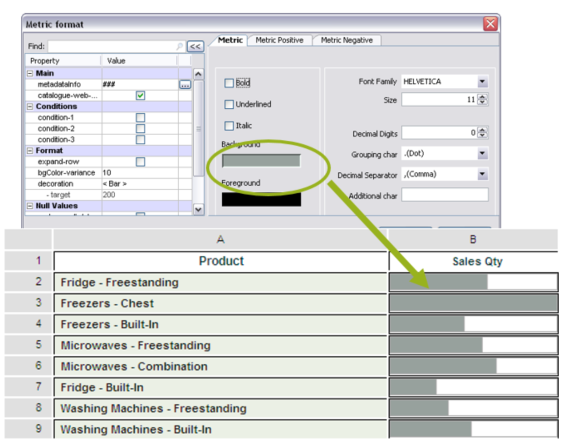 Metric format
Find:
<<
Metric
Metric Positive
Metric Negative
Property Value
Main
metadatainfo ###
...
catalogue-web-...
Conditions
condition-1
condition-2
condition-3
Format
expand-row
bgColor-variance 10
decoration < Bar >
- target 200
Null Values
Bold
Underlined
Italic
Background
Foreground
Font Family HELVETICA
Size 11
Decimal Digits 0
Grouping char .(Dot)
Decimal Separator ,(Comma)
Additional char
A B
1 Product Sales Qty
2 Fridge - Freestanding
3 Freezers - Chest
4 Freezers - Built-In
5 Microwaves - Freestanding
6 Microwaves - Combination
7 Fridge - Built-In
8 Washing Machines - Freestanding
9 Washing Machines - Built-In